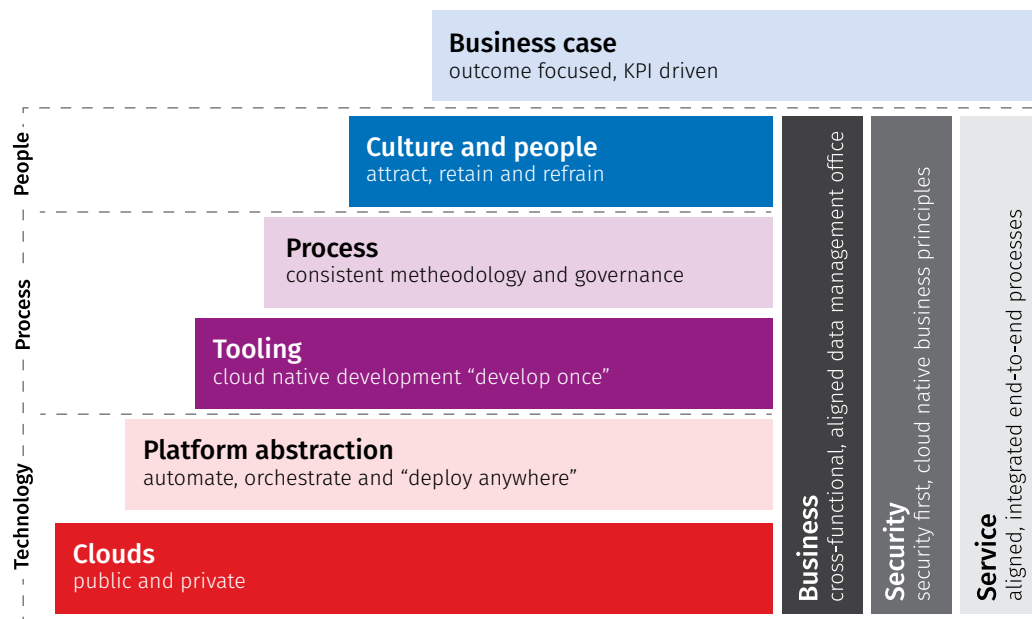 Business case
outcome focused, KPI driven
People
Culture and people
attract, retain and refrain
Process
Process
consistent metheodology and governance
Tooling
cloud native development “develop once”
Technology
Platform abstraction
automate, orchestrate and “deploy anywhere”
Clouds
public and private
Business
cross-functional, aligned data management office
Security
security first, cloud native business principles
Service
aligned, integrated end-to-end processes